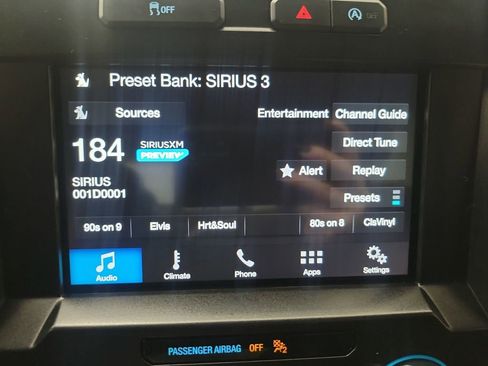 OFF
A OFF
Preset Bank: SIRIUS 3
Sources
Entertainment
Channel Guide
184
SIRIUSXM
PREVIEW
Direct Tune
Alert
Replay
SIRIUS
001D0001
Presets
90s on 9
Elvis
Hrt&Soul
80s on 8
ClsVinyl
Audio
Climate
Phone
Apps
Settings
PASSENGER AIRBAG OFF 2